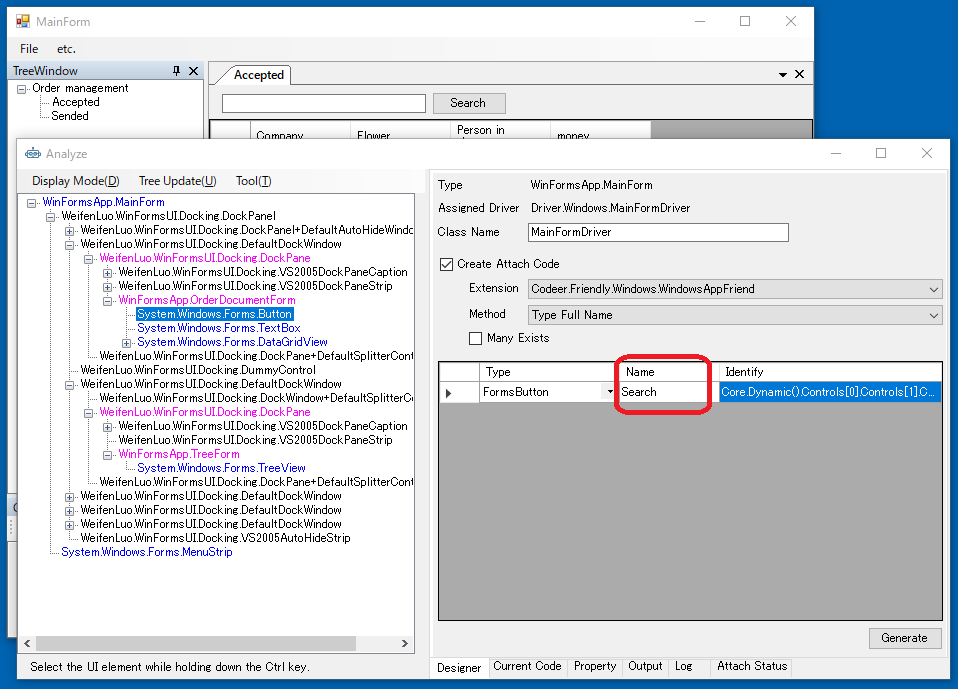 MainForm
File etc.
TreeWindow
Order management
Accepted
Sended
Accepted
Search
Company Flower Person in money
Analyze
Display Mode(D) Tree Update(U) Tool(T)
WinFormsApp.MainForm
WeifenLuo.WinFormsUI.Docking.DockPanel
WeifenLuo.WinFormsUI.Docking.DockPanel+DefaultAutoHideWindo
WeifenLuo.WinFormsUI.Docking.DefaultDockWindow
WeifenLuo.WinFormsUI.Docking.DockPane
WeifenLuo.WinFormsUI.Docking.VS2005DockPaneCaption
WeifenLuo.WinFormsUI.Docking.VS2005DockPaneStrip
WinFormsApp.OrderDocumentForm
System.Windows.Forms.Button
System.Windows.Forms.TextBox
System.Windows.Forms.DataGridView
WeifenLuo.WinFormsUI.Docking.DockPane+DefaultSplitterCont
WeifenLuo.WinFormsUI.Docking.DummyControl
WeifenLuo.WinFormsUI.Docking.DefaultDockWindow
WeifenLuo.WinFormsUI.Docking.DockWindow+DefaultSplitterCo
WeifenLuo.WinFormsUI.Docking.DockPane
WeifenLuo.WinFormsUI.Docking.VS2005DockPaneCaption
WeifenLuo.WinFormsUI.Docking.VS2005DockPaneStrip
WinFormsApp.TreeForm
System.Windows.Forms.TreeView
WeifenLuo.WinFormsUI.Docking.DockPane+DefaultSplitterCont
WeifenLuo.WinFormsUI.Docking.DefaultDockWindow
WeifenLuo.WinFormsUI.Docking.DefaultDockWindow
WeifenLuo.WinFormsUI.Docking.DefaultDockWindow
WeifenLuo.WinFormsUI.Docking.VS2005AutoHideStrip
System.Windows.Forms.MenuStrip
Select the UI element while holding down the Ctrl key.
Type WinFormsApp.MainForm
Assigned Driver Driver.Windows.MainFormDriver
Class Name MainFormDriver
Create Attach Code
Extension Codeer.Friendly.Windows.WindowsAppFriend
Method Type Full Name
Many Exists
Type Name Identify
FormsButton Search Core.Dynamic().Controls[0].Controls[1].C...
Generate
Designer Current Code Property Output Log Attach Status